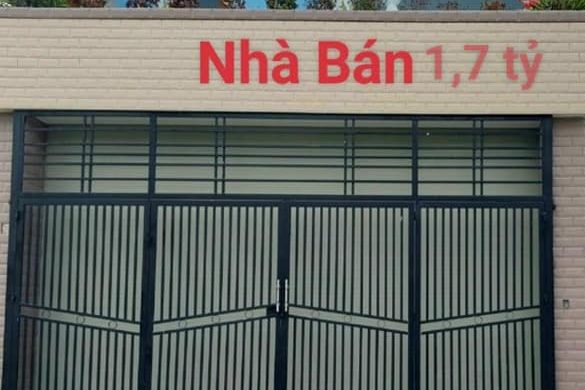 Nhà Bán 1,7 tỷ